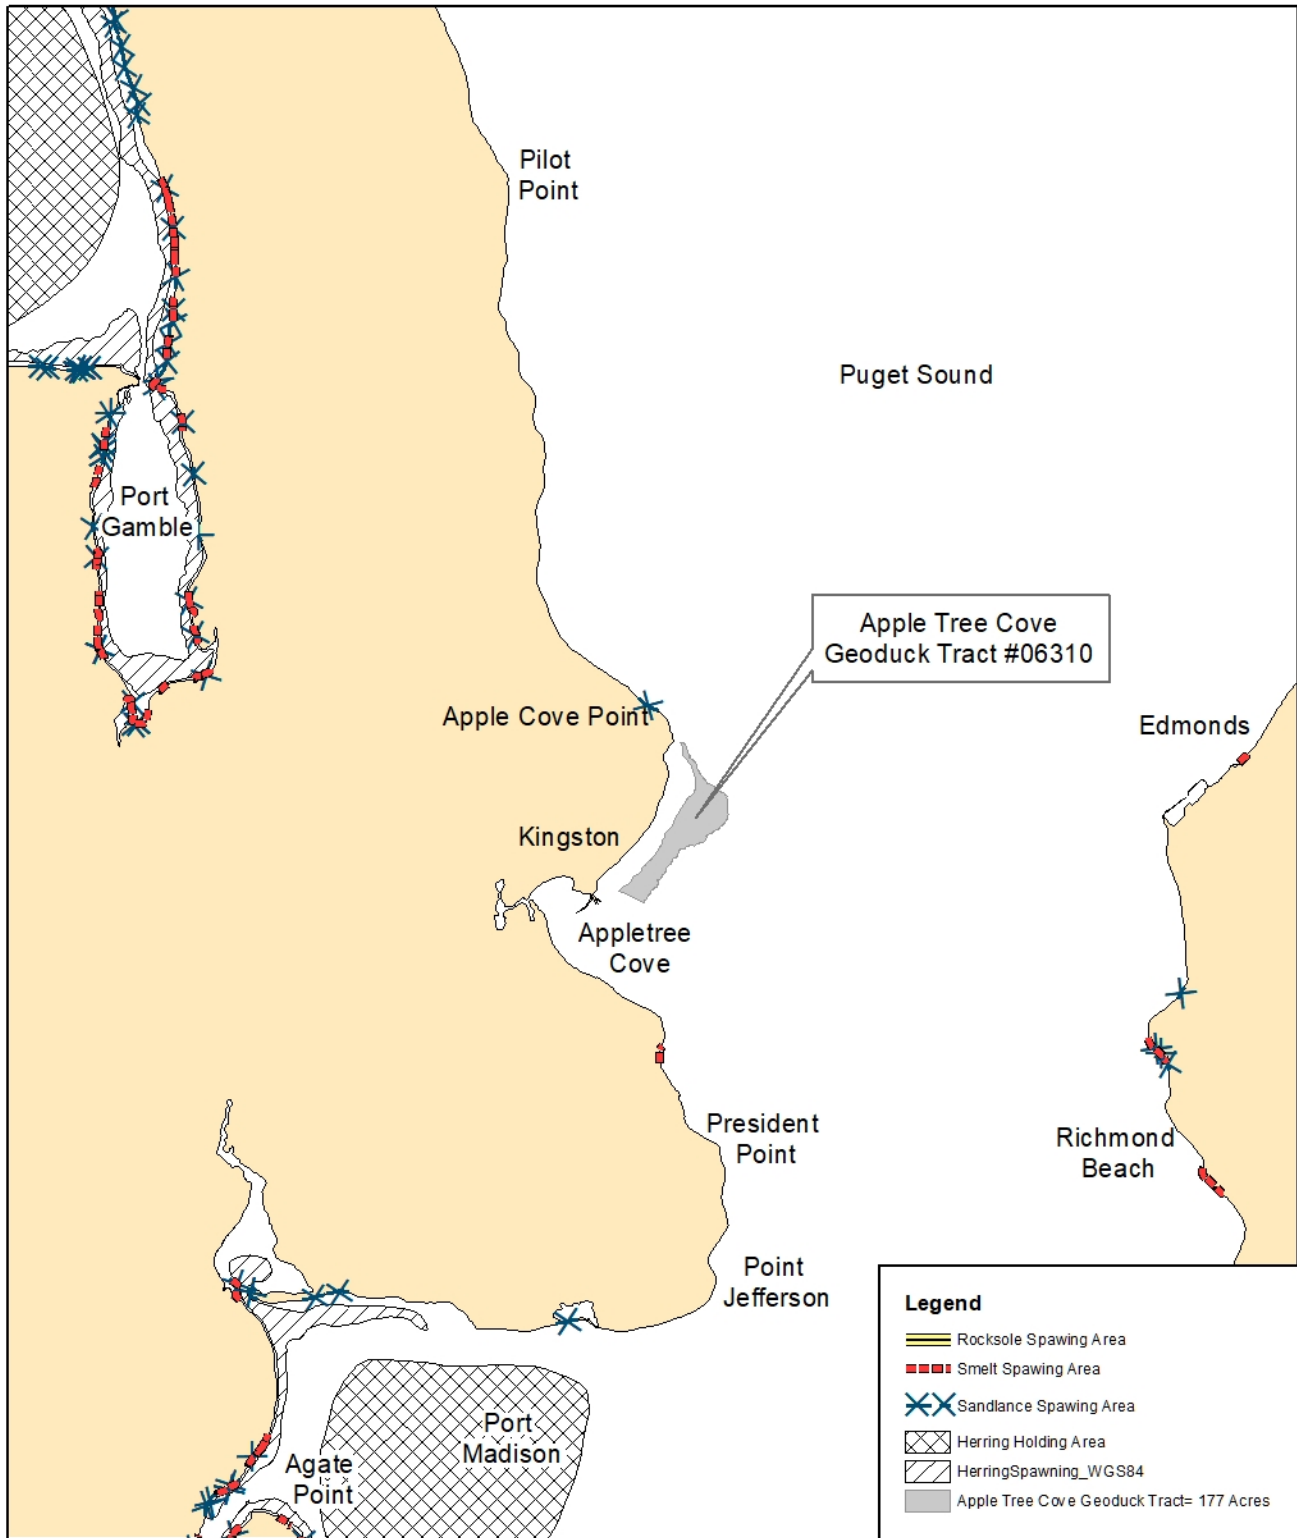 Pilot
Point
Puget Sound
Port
Gamble
Apple Tree Cove
Geoduck Tract #06310
Apple Cove Point
Edmonds
Kingston
Appletree
Cove
President
Point
Richmond
Beach
Point
Jefferson
Port
Madison
Agate
Point
Legend
Rocksole Spawing Area
Smelt Spawing Area
Sandlance Spawing Area
Herring Holding Area
HerringSpawning_WGS84
Apple Tree Cove Geoduck Tract= 177 Acres